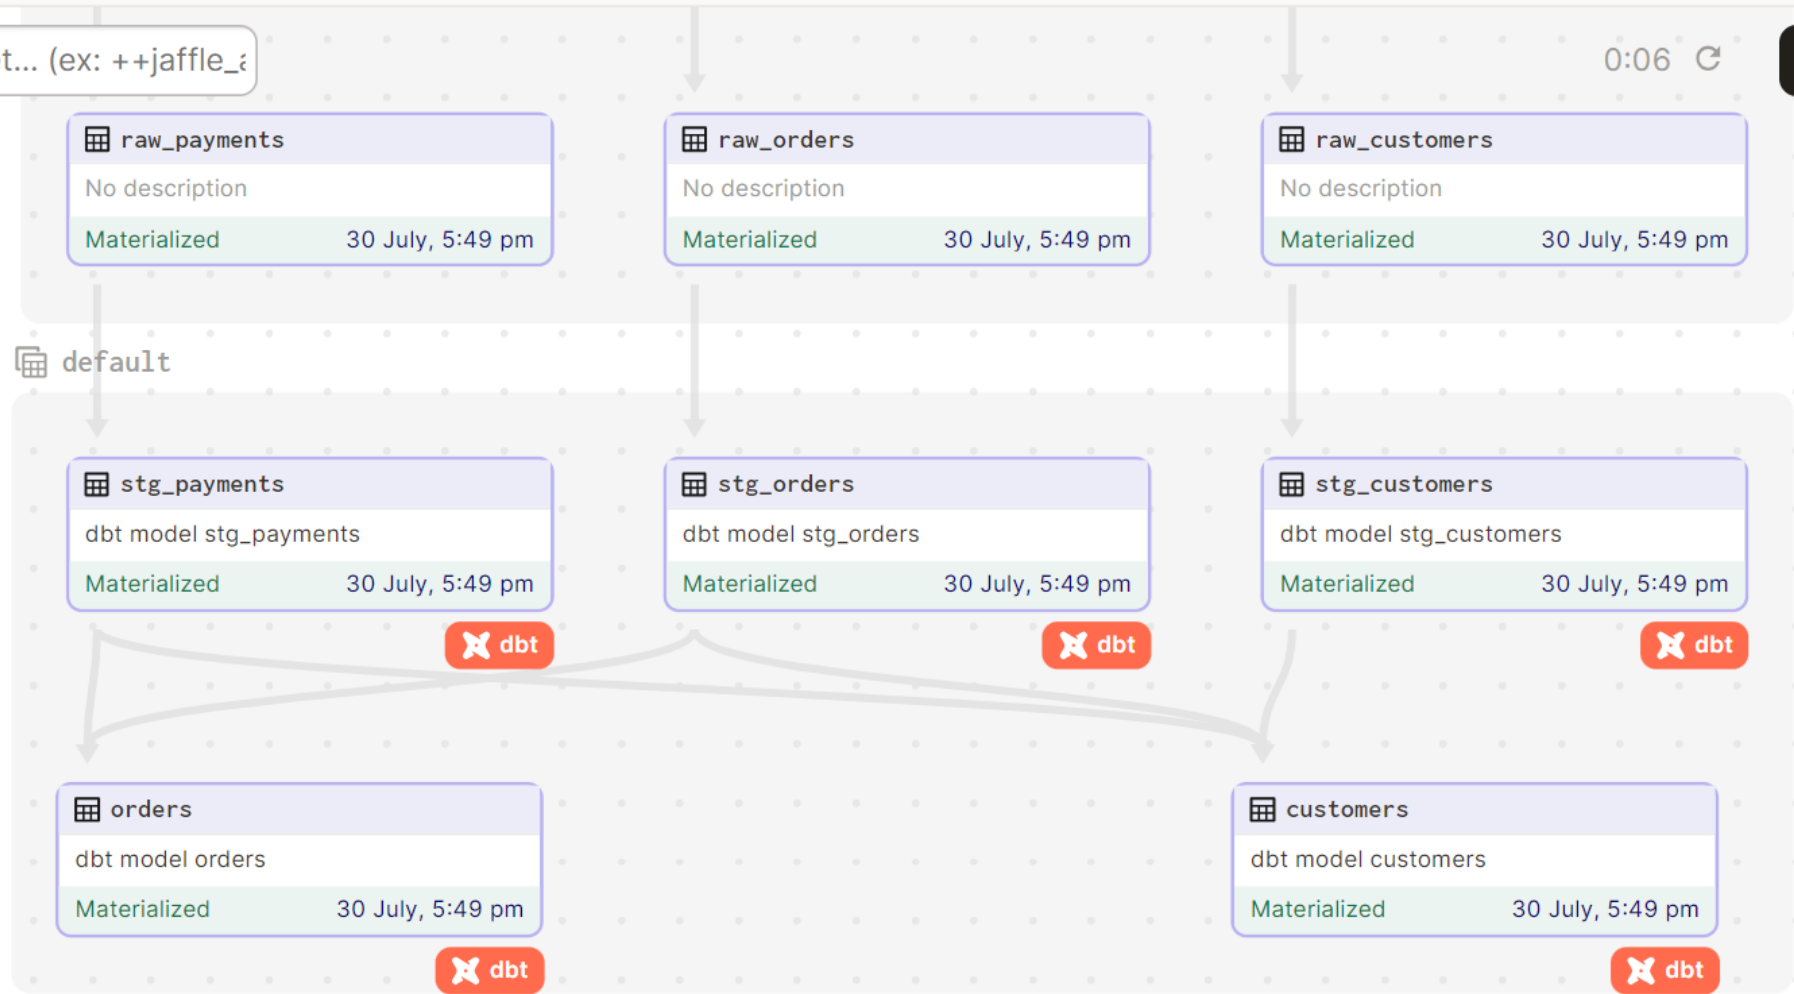 t... (ex: ++jaffle_a
0:06
raw_payments
No description
Materialized 30 July, 5:49 pm
raw_orders
No description
Materialized 30 July, 5:49 pm
raw_customers
No description
Materialized 30 July, 5:49 pm
default
stg_payments
dbt model stg_payments
Materialized 30 July, 5:49 pm
dbt
stg_orders
dbt model stg_orders
Materialized 30 July, 5:49 pm
dbt
stg_customers
dbt model stg_customers
Materialized 30 July, 5:49 pm
dbt
orders
dbt model orders
Materialized 30 July, 5:49 pm
dbt
customers
dbt model customers
Materialized 30 July, 5:49 pm
dbt